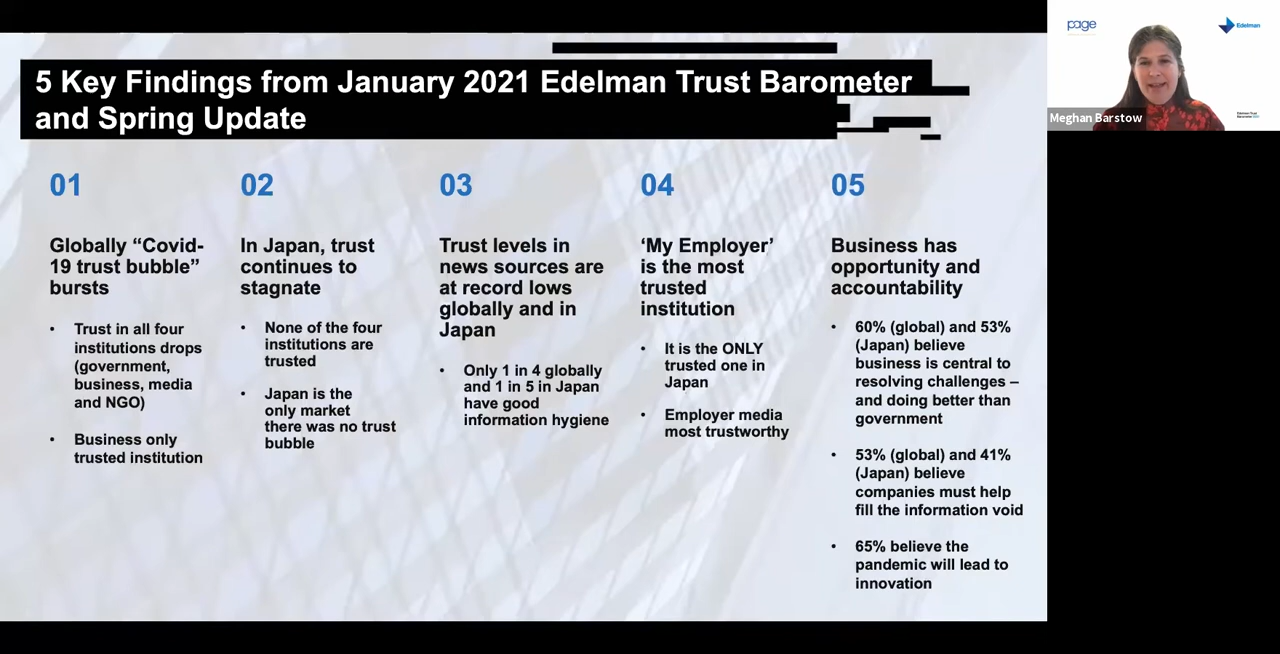 5 Key Findings from January 2021 Edelman Trust Barometer
and Spring Update
01
Globally “Covid-
19 trust bubble”
bursts
• Trust in all four
institutions drops
(government,
business, media
and NGO)
• Business only
trusted institution
02
In Japan, trust
continues to
stagnate
• None of the four
institutions are
trusted
• Japan is the
only market
there was no trust
bubble
03
Trust levels in
news sources are
at record lows
globally and in
Japan
• Only 1 in 4 globally
and 1 in 5 in Japan
have good
information hygiene
04
‘My Employer’
is the most
trusted
institution
• It is the ONLY
trusted one in
Japan
• Employer media
most trustworthy
05
Business has
opportunity and
accountability
• 60% (global) and 53%
(Japan) believe
business is central to
resolving challenges –
and doing better than
government
• 53% (global) and 41%
(Japan) believe
companies must help
fill the information void
• 65% believe the
pandemic will lead to
innovation
page
Edelman
Meghan Barstow
Edelman Trust
Barometer